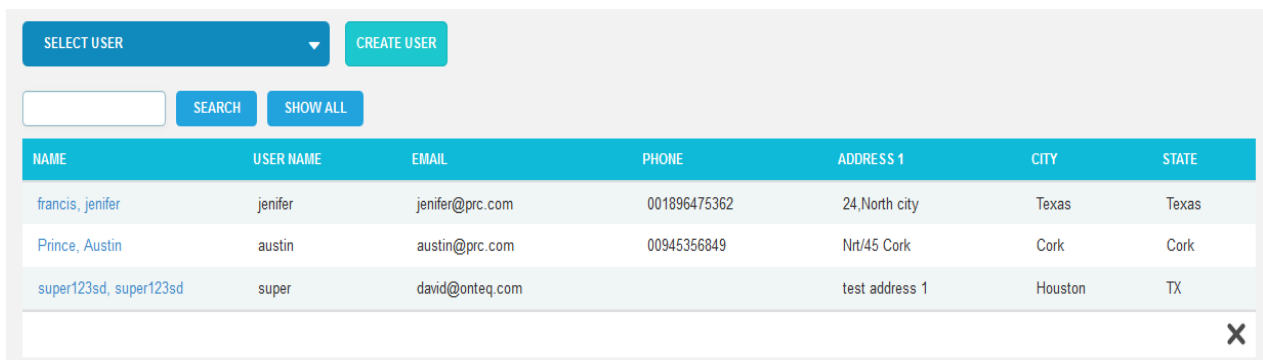 SELECT USER CREATE USER
SEARCH SHOW ALL
NAME USER NAME EMAIL PHONE ADDRESS 1 CITY STATE
francis, jenifer jenifer jenifer@prc.com 001896475362 24,North city Texas Texas
Prince, Austin austin austin@prc.com 00945356849 Nrt/45 Cork Cork Cork
super123sd, super123sd super david@onteq.com test address 1 Houston TX